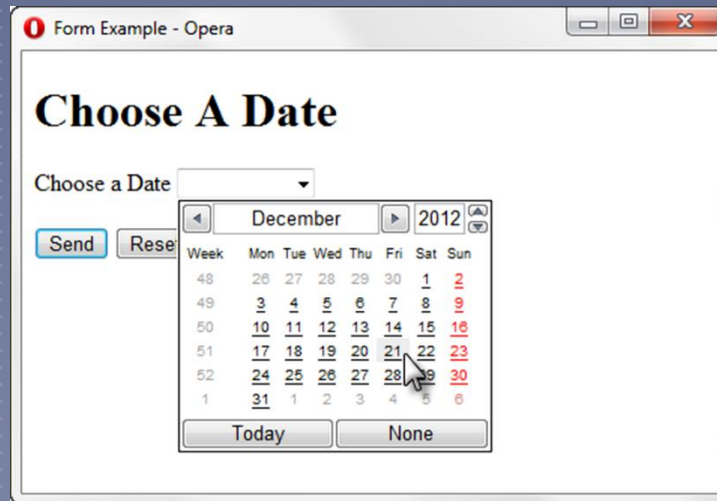 Form Example - Opera
Choose A Date
Choose a Date
December 2012
Send Rese
Week Mon Tue Wed Thu Fri Sat Sun
48 26 27 28 29 30 1 2
49 3 4 5 6 7 8 9
50 10 11 12 13 14 15 16
51 17 18 19 20 21 22 23
52 24 25 26 27 28 29 30
1 31 1 2 3 4 5 6
Today None